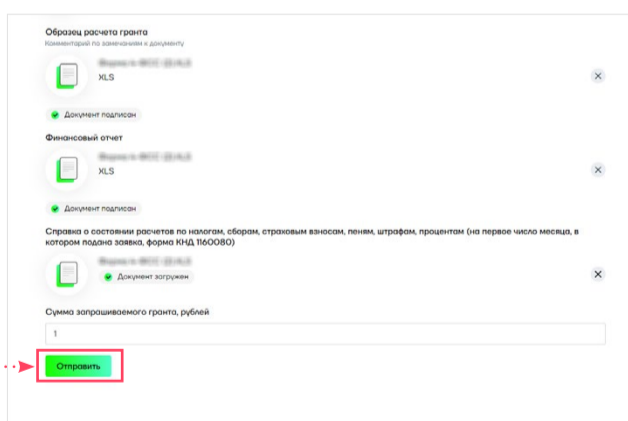 Образец расчета гранта
Комментарий по замечаниям к документу
XLS
Документ подписан
Финансовый отчет
XLS
Документ подписан
Справка о состоянии расчетов по налогам, сборам, страховым взносам, пеням, штрафам, процентам (на первое число месяца, в
котором подана заявка, форма КНД 1160080)
Документ загружен
Сумма запрашиваемого гранта, рублей
1
Отправить